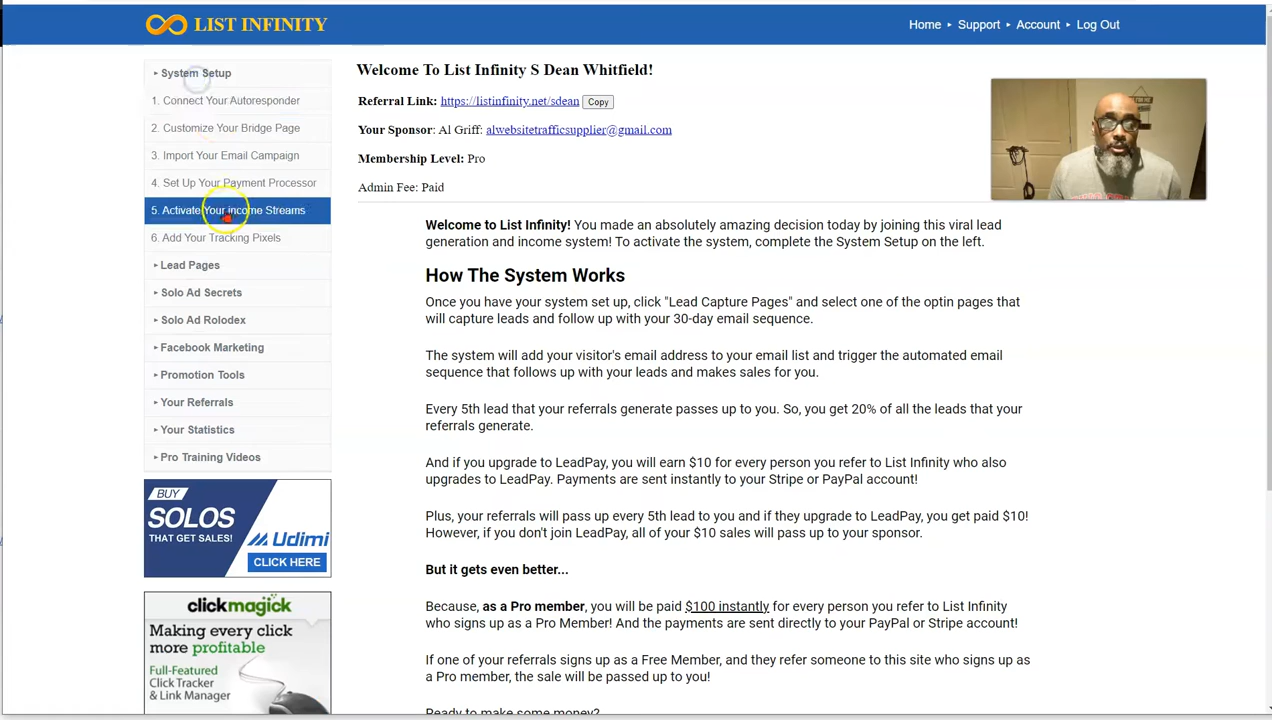 LIST INFINITY
Home ▸ Support ▸ Account ▸ Log Out
▸ System Setup
1. Connect Your Autoresponder
2. Customize Your Bridge Page
3. Import Your Email Campaign
4. Set Up Your Payment Processor
5. Activate Your income Streams
6. Add Your Tracking Pixels
▸ Lead Pages
▸ Solo Ad Secrets
▸ Solo Ad Rolodex
▸ Facebook Marketing
▸ Promotion Tools
▸ Your Referrals
▸ Your Statistics
▸ Pro Training Videos
BUY
SOLOS
THAT GET SALES!
Udimi
CLICK HERE
clickmagick
Making every click
more profitable
Full-Featured
Click Tracker
& Link Manager
Welcome To List Infinity S Dean Whitfield!
Referral Link: https://listinfinity.net/sdean Copy
Your Sponsor: Al Griff: alwebsitetrafficsupplier@gmail.com
Membership Level: Pro
Admin Fee: Paid
Welcome to List Infinity! You made an absolutely amazing decision today by joining this viral lead
generation and income system! To activate the system, complete the System Setup on the left.
How The System Works
Once you have your system set up, click "Lead Capture Pages" and select one of the optin pages that
will capture leads and follow up with your 30-day email sequence.
The system will add your visitor's email address to your email list and trigger the automated email
sequence that follows up with your leads and makes sales for you.
Every 5th lead that your referrals generate passes up to you. So, you get 20% of all the leads that your
referrals generate.
And if you upgrade to LeadPay, you will earn $10 for every person you refer to List Infinity who also
upgrades to LeadPay. Payments are sent instantly to your Stripe or PayPal account!
Plus, your referrals will pass up every 5th lead to you and if they upgrade to LeadPay, you get paid $10!
However, if you don't join LeadPay, all of your $10 sales will pass up to your sponsor.
But it gets even better...
Because, as a Pro member, you will be paid $100 instantly for every person you refer to List Infinity
who signs up as a Pro Member! And the payments are sent directly to your PayPal or Stripe account!
If one of your referrals signs up as a Free Member, and they refer someone to this site who signs up as
a Pro member, the sale will be passed up to you!
Ready to make some money?